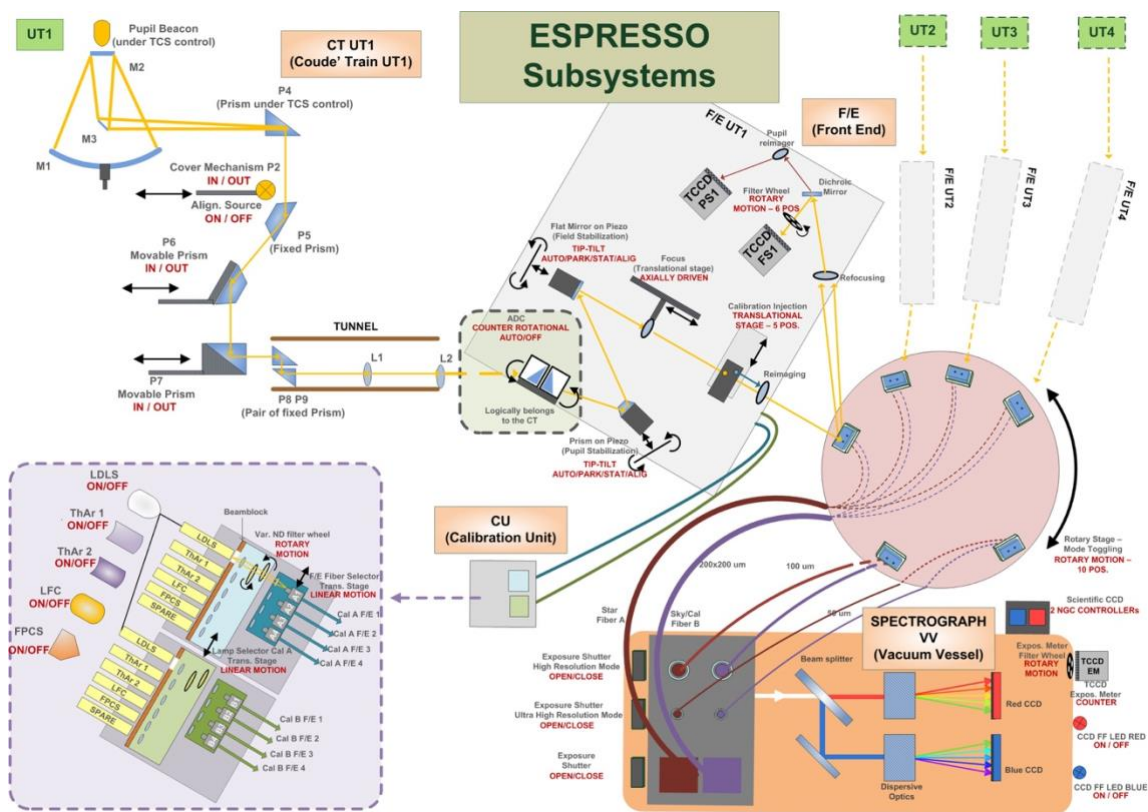 UT1
Pupil Beacon
(under TCS control)
M2
M3
M1
CT UT1
(Coude’ Train UT1)
P4
(Prism under TCS control)
Cover Mechanism P2
IN / OUT
Align. Source
ON / OFF
P5
(Fixed Prism)
P6
Movable Prism
IN / OUT
P7
Movable Prism
IN / OUT
P8 P9
(Pair of fixed Prism)
TUNNEL
L1
L2
ESPRESSO
Subsystems
ADC
COUNTER ROTATIONAL
AUTO/OFF
Logically belongs
to the CT
F/E UT1
F/E
(Front End)
Pupil
reimager
TCCD
PS1
Filter Wheel
ROTARY
MOTION – 6 POS
Dichroic
Mirror
TCCD
FS1
Flat Mirror on Piezo
(Field Stabilization)
TIP-TILT
AUTO/PARK/STAT/ALIG
Focus
(Translational stage)
AXIALLY DRIVEN
Refocusing
Calibration Injection
TRANSLATIONAL
STAGE – 5 POS.
Reimaging
Prism on Piezo
(Pupil Stabilization)
TIP-TILT
AUTO/PARK/STAT/ALIG
UT2
UT3
UT4
F/E UT2
F/E UT3
F/E UT4
Rotary Stage –
Mode Toggling
ROTARY MOTION –
10 POS.
CU
(Calibration Unit)
200x200 um
100 um
50 um
Star
Fiber A
Sky/Cal
Fiber B
LDLS
ON/OFF
ThAr 1
ON/OFF
ThAr 2
ON/OFF
LFC
ON/OFF
FPCS
ON/OFF
LDLS
ThAr 1
ThAr 2
LFC
FPCS
SPARE
LDLS
ThAr 1
ThAr 2
LFC
FPCS
SPARE
Beamblock
Var. ND filter wheel
ROTARY
MOTION
F/E Fiber Selector
Trans. Stage
LINEAR MOTION
Cal A F/E 1
Cal A F/E 2
Cal A F/E 3
Cal A F/E 4
Lamp Selector Cal A
Trans. Stage
LINEAR MOTION
Cal B F/E 1
Cal B F/E 2
Cal B F/E 3
Cal B F/E 4
Exposure Shutter
High Resolution Mode
OPEN/CLOSE
Exposure Shutter
Ultra High Resolution Mode
OPEN/CLOSE
Exposure
Shutter
OPEN/CLOSE
SPECTROGRAPH
VV
(Vacuum Vessel)
Beam splitter
Dispersive
Optics
Red CCD
Blue CCD
Scientific CCD
2 NGC CONTROLLERs
Expos. Meter
Filter Wheel
ROTARY
MOTION
TCCD
EM
TCCD
Expos. Meter
COUNTER
CCD FF LED RED
ON / OFF
CCD FF LED BLUE
ON / OFF